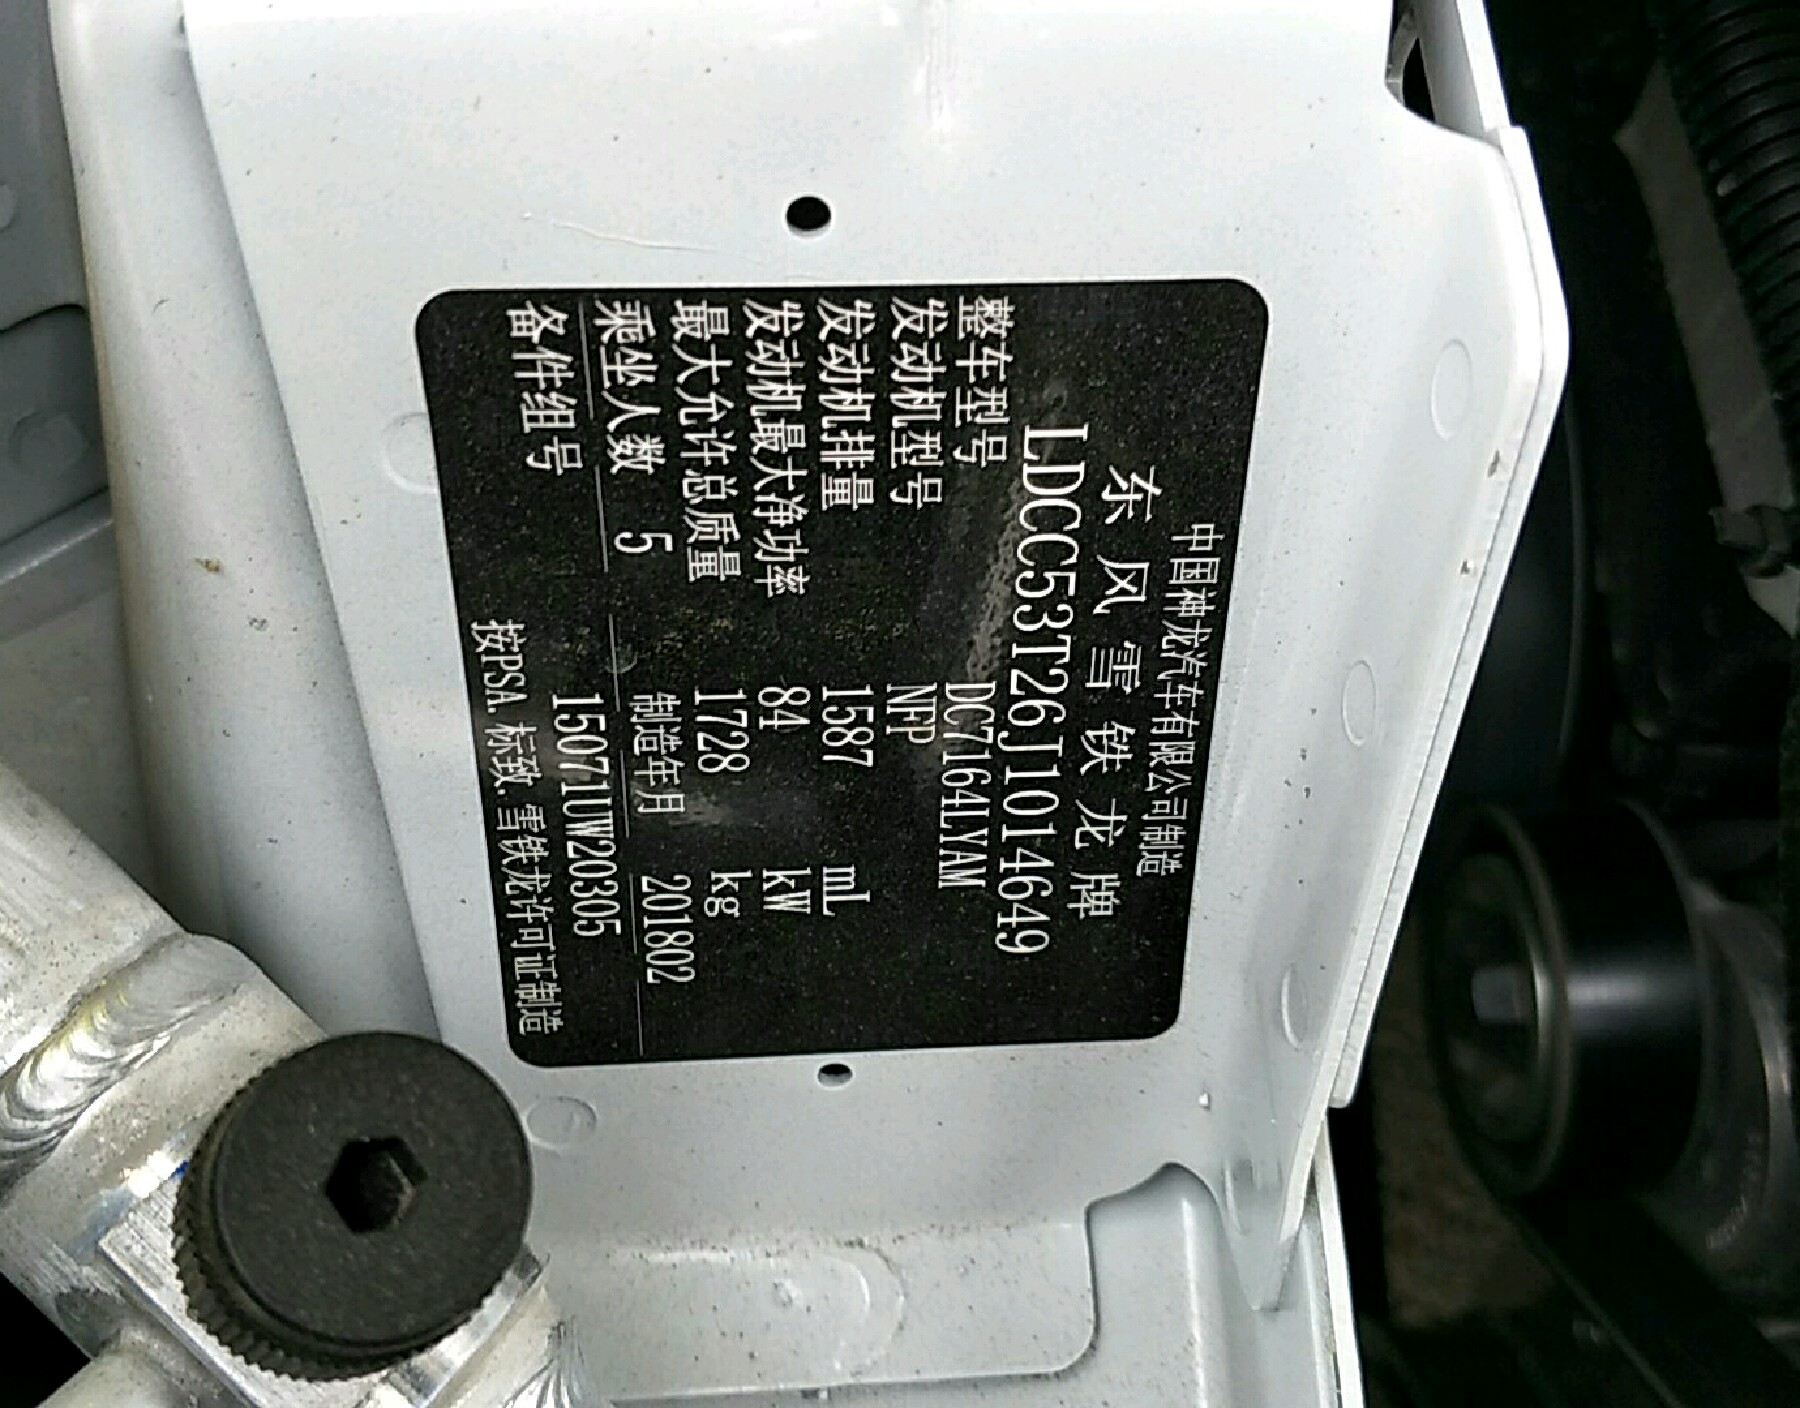 中国神龙汽车有限公司制造
东风雪铁龙牌
LDCC53T26J1014649
整车型号 DC7164LYAM
发动机型号 NFP
发动机排量 1587 mL
发动机最大净功率 84 kW
最大允许总质量 1728 kg
乘坐人数 5 制造年月 201802
备件组号 15071UW20305
按PSA. 标致. 雪铁龙许可证制造